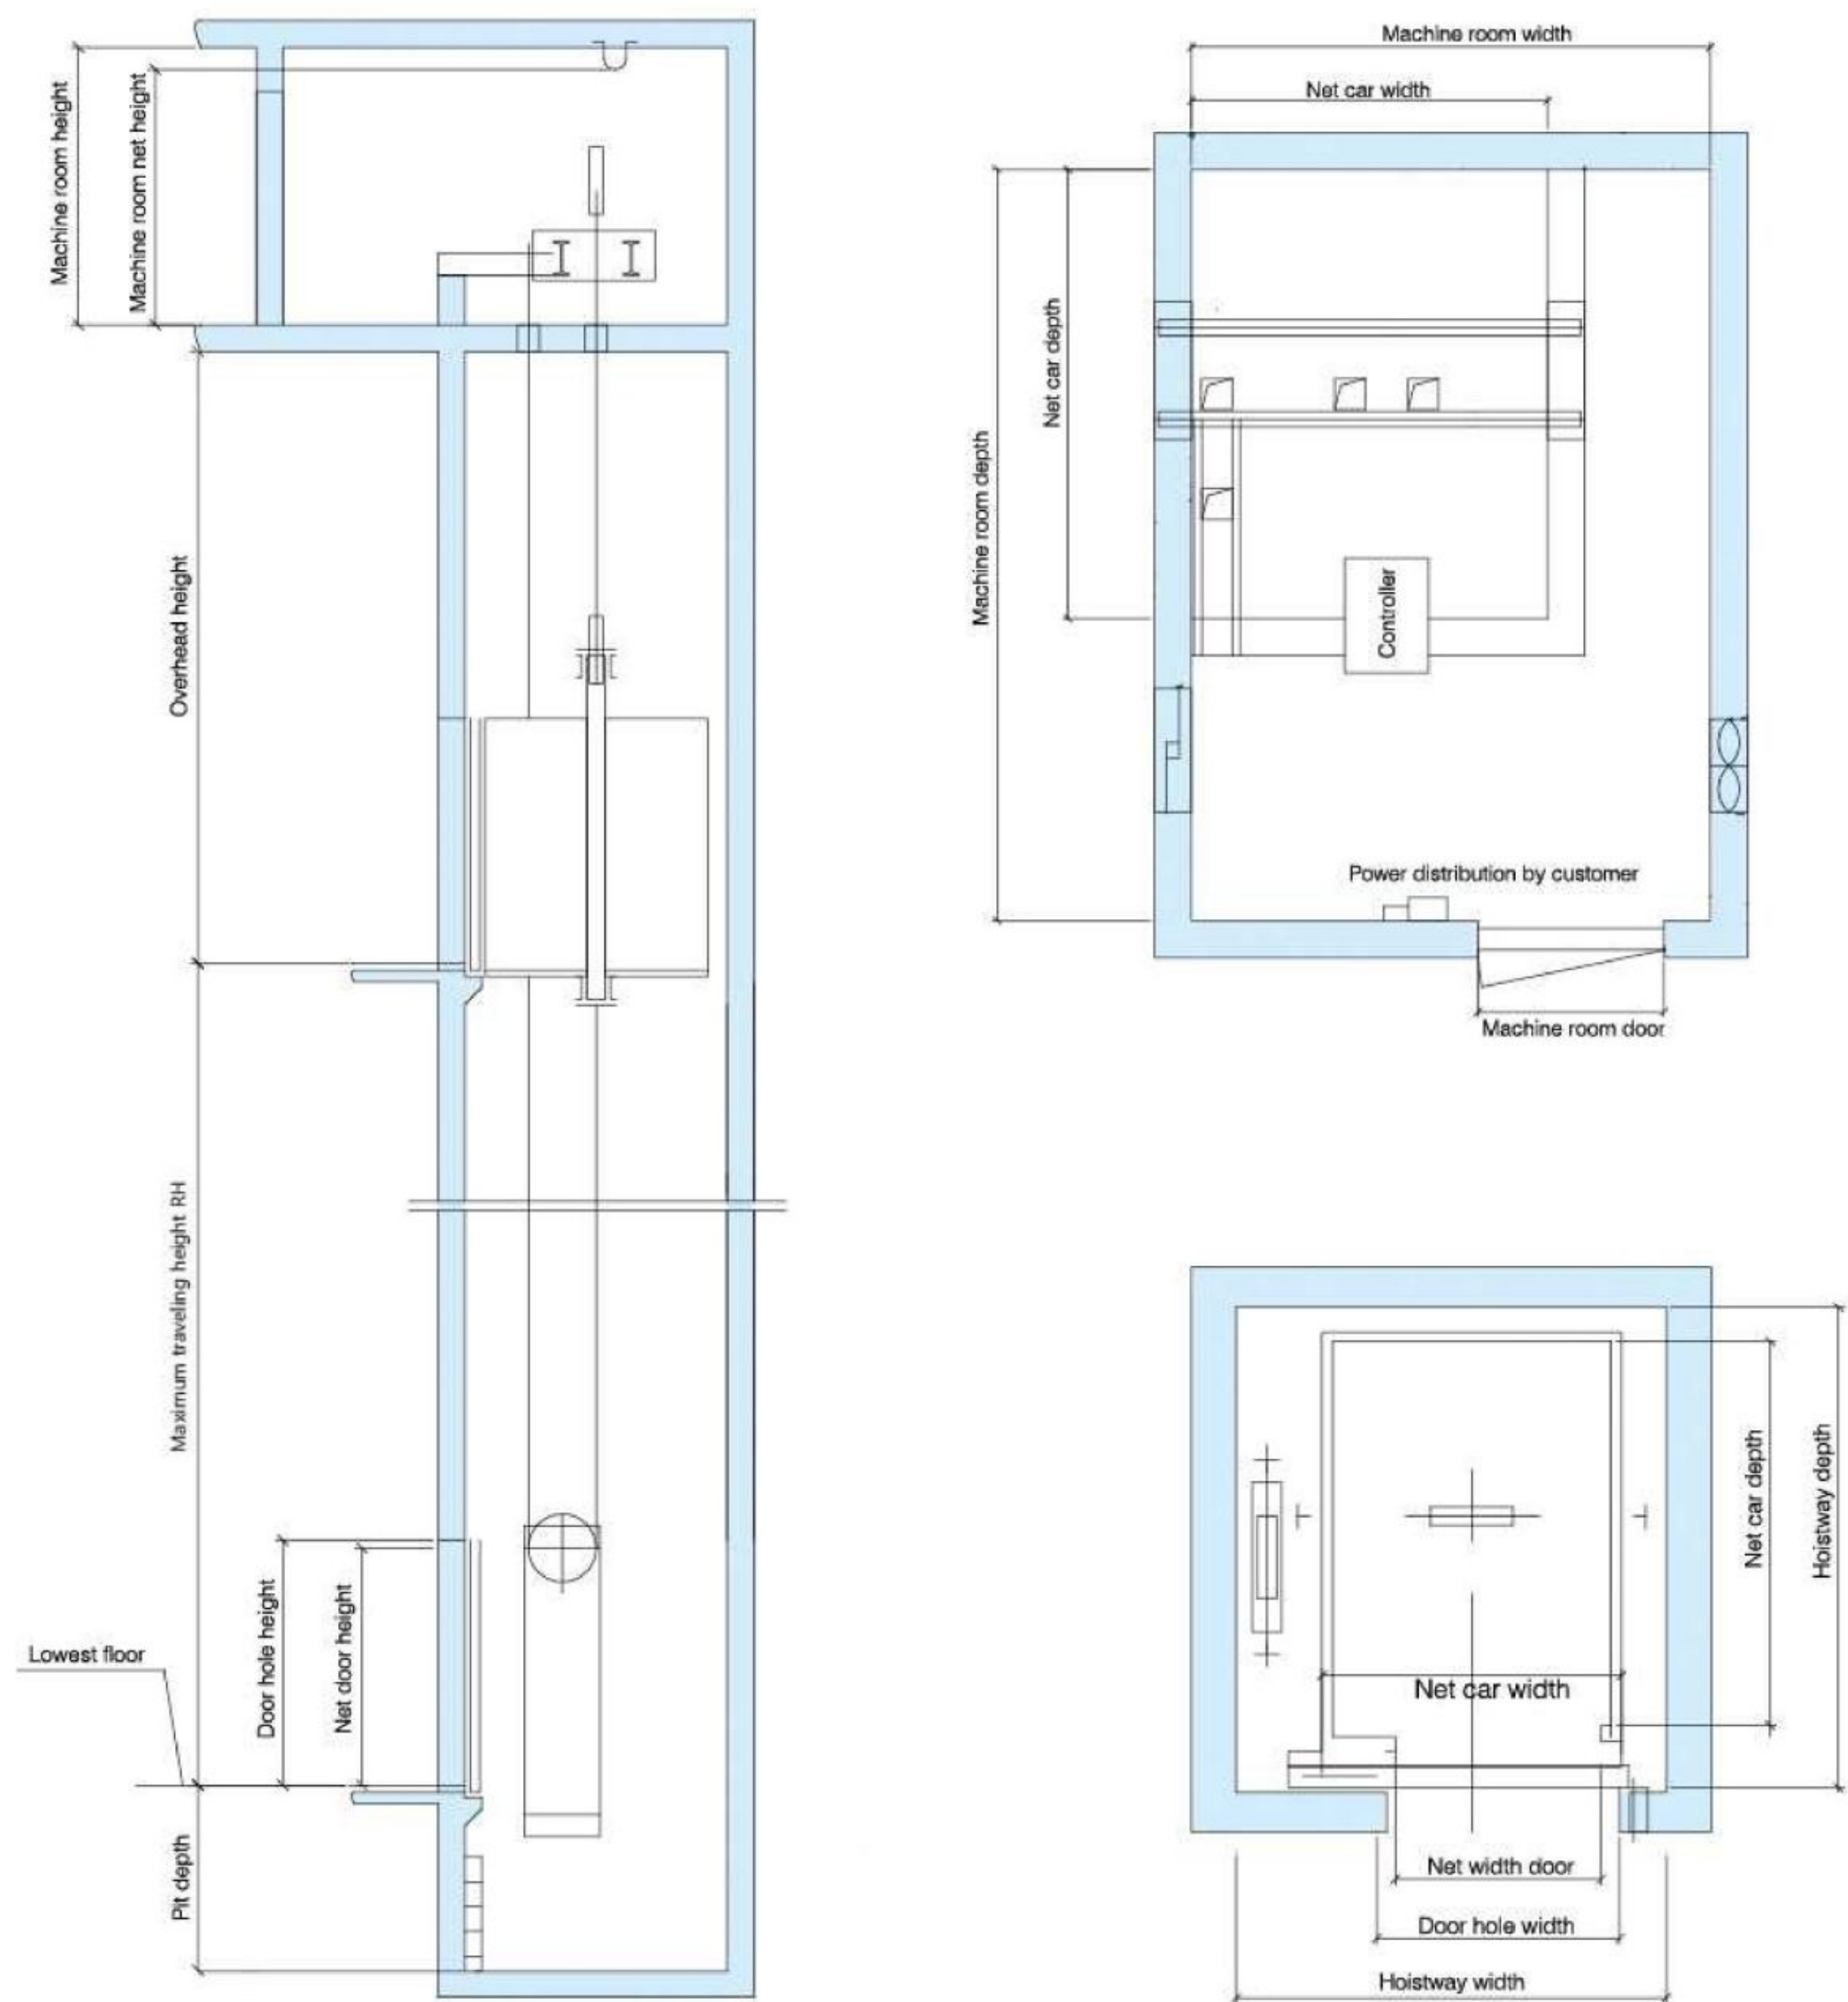 Machine room height
Machine room net height
Overhead height
Maximum traveling height RH
Door hole height
Net door height
Lowest floor
Pit depth
Machine room width
Net car width
Machine room depth
Net car depth
Controller
Power distribution by customer
Machine room door
Net car depth
Hoistway depth
Net car width
Net width door
Door hole width
Hoistway width